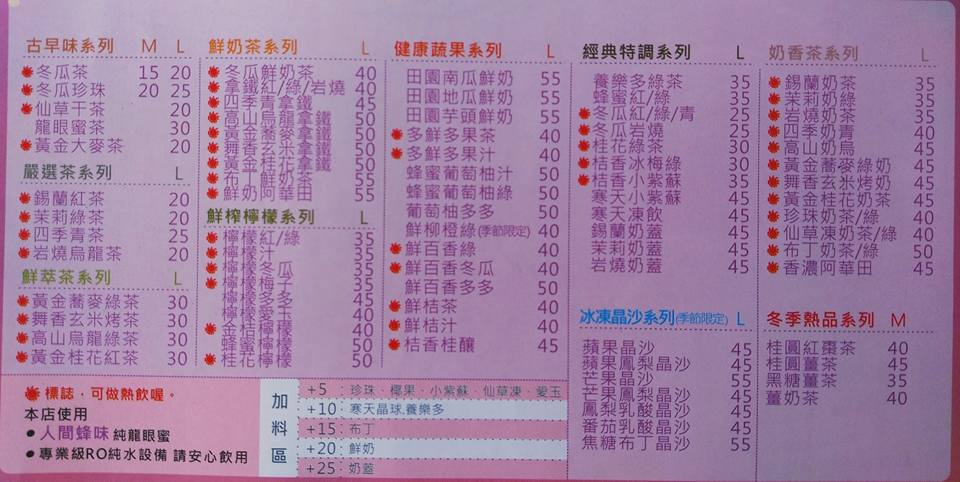 古早味系列 M L
冬瓜茶 15 20
冬瓜珍珠 20 25
仙草干茶 20
龍眼蜜茶 30
黃金大麥茶 20
嚴選茶系列 L
錫蘭紅茶 20
茉莉綠茶 20
四季青茶 25
岩燒烏龍茶 20
鮮萃茶系列 L
黃金蕎麥綠茶 30
舞香玄米烤茶 30
高山烏龍綠茶 30
黃金桂花紅茶 30
鮮奶茶系列 L
冬瓜鮮奶茶 40
拿鐵紅/綠/岩燒 40
四季青拿鐵 45
高山烏龍拿鐵 50
黃金蕎麥拿鐵 50
舞香玄米拿鐵 50
黃金桂花拿鐵 50
布丁鮮奶茶 55
鮮奶阿華田 55
鮮榨檸檬系列 L
檸檬紅/綠 35
檸檬汁 35
檸檬冬瓜 35
檸檬梅子 35
檸檬多多 45
檸檬愛玉 40
金桔檸檬 40
蜂蜜檸檬 50
桂花檸檬 50
健康蔬果系列 L
田園南瓜鮮奶 55
田園地瓜鮮奶 55
田園芋頭鮮奶 55
多鮮多果茶 40
多鮮多果汁 40
蜂蜜葡萄柚汁 50
蜂蜜葡萄柚綠 50
葡萄柚多多 50
鮮柳橙綠(季節限定) 40
鮮百香綠 40
鮮百香冬瓜 40
鮮百香多多 50
鮮桔茶 40
鮮桔汁 40
桔香桂釀 45
經典特調系列 L
養樂多綠茶 35
蜂蜜紅/綠 35
冬瓜紅/綠/青 25
冬瓜岩燒 25
桂花綠茶 30
桔香冰梅綠 30
桔香小紫蘇 35
寒天小紫蘇 45
寒天凍飲 45
錫蘭奶蓋 45
茉莉奶蓋 45
岩燒奶蓋 45
冰凍晶沙系列(季節限定) L
蘋果晶沙 45
蘋果鳳梨晶沙 45
芒果晶沙 55
芒果鳳梨晶沙 45
鳳梨乳酸晶沙 45
番茄乳酸晶沙 45
焦糖布丁晶沙 55
奶香茶系列 L
錫蘭奶茶 35
茉莉奶綠 35
岩燒奶茶 35
四季奶青 40
高山奶烏 45
黃金蕎麥綠奶 45
舞香玄米烤奶 45
黃金桂花奶茶 45
珍珠奶茶/綠 40
仙草凍奶茶/綠 40
布丁奶茶/綠 50
香濃阿華田 45
冬季熱品系列 M
桂圓紅棗茶 40
桂圓薑茶 45
黑糖薑茶 35
薑奶茶 40
標誌，可做熱飲喔。
本店使用
● 人間蜂味 純龍眼蜜
● 專業級RO純水設備 請安心飲用
加料區
+5 : 珍珠、椰果、小紫蘇、仙草凍、愛玉
+10 : 寒天晶球.養樂多
+15 : 布丁
+20 : 鮮奶
+25 : 奶蓋